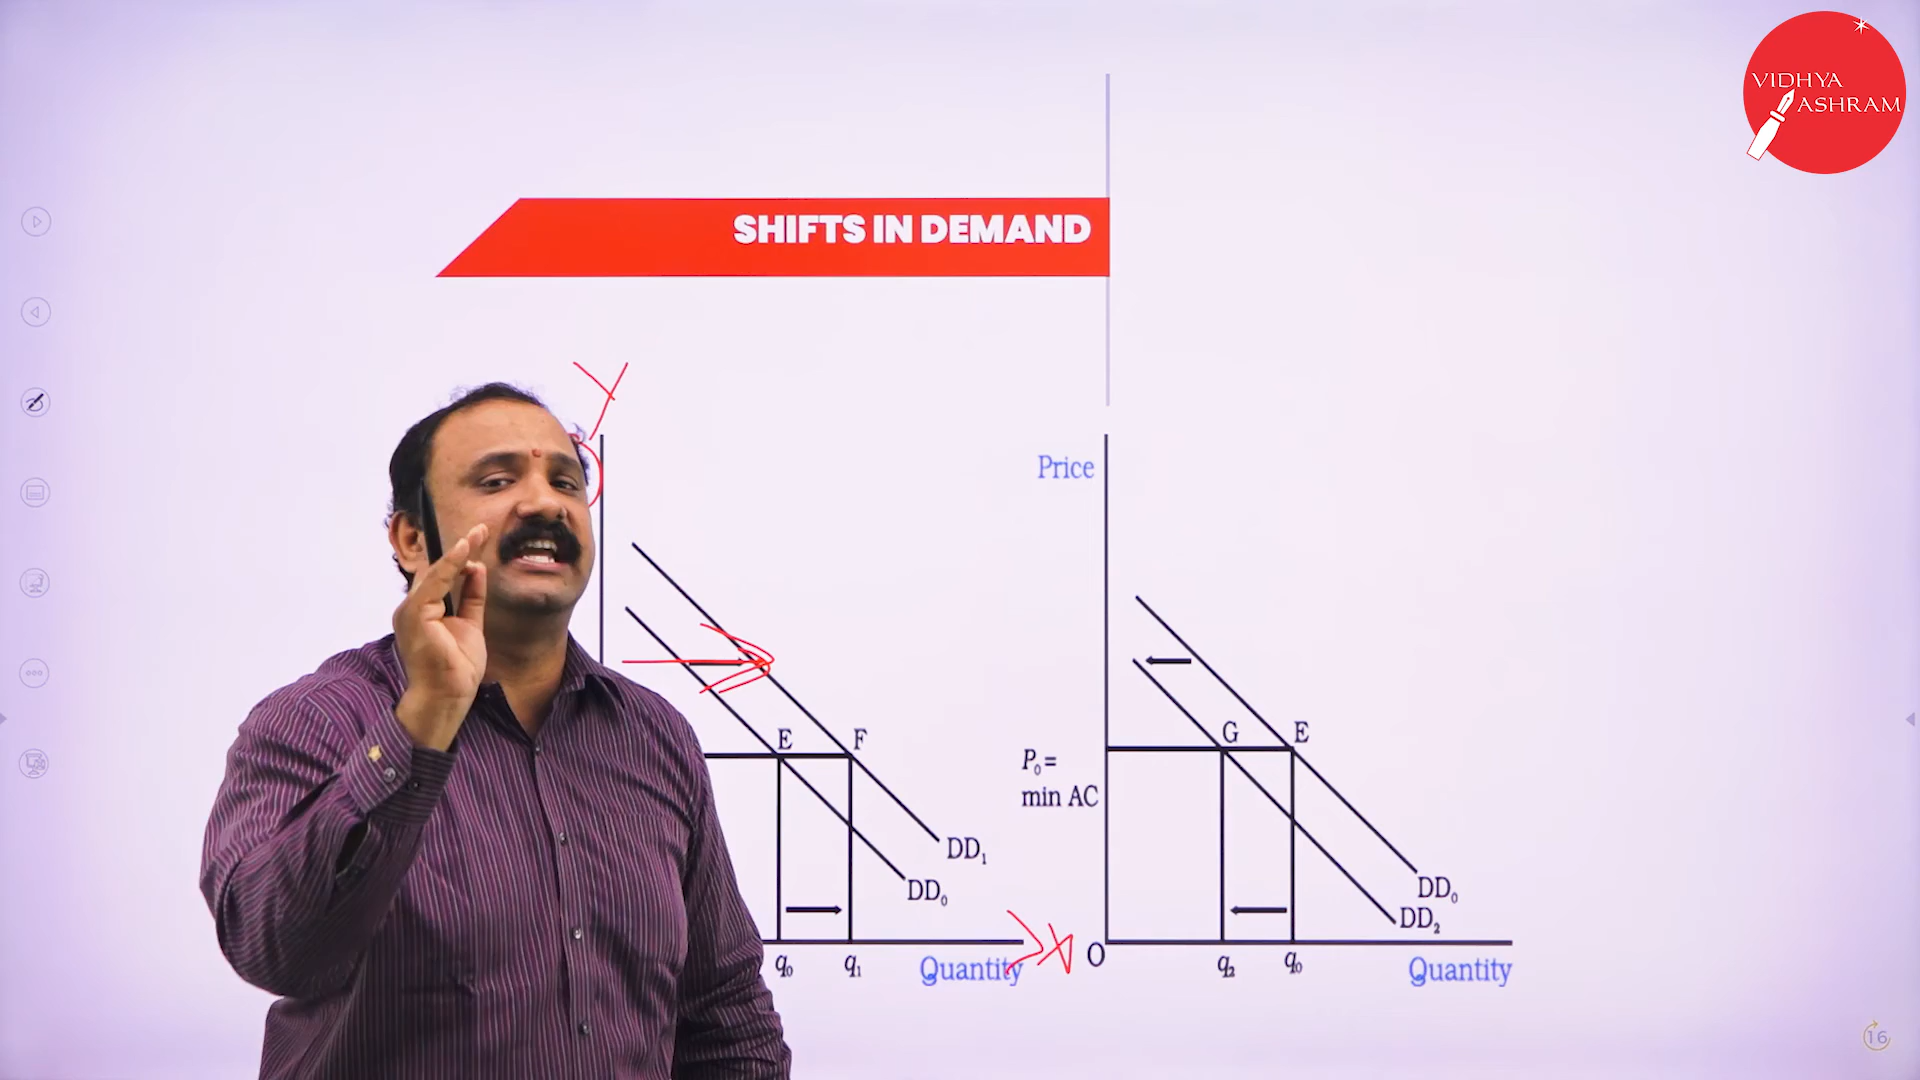 VIDHYA
ASHRAM
SHIFTS IN DEMAND
Y
E
F
DD₁
DD₀
q₀
q₁
Quantity
X
Price
P₀ =
min AC
G
E
DD₀
DD₂
O
q₂
q₀
Quantity
16